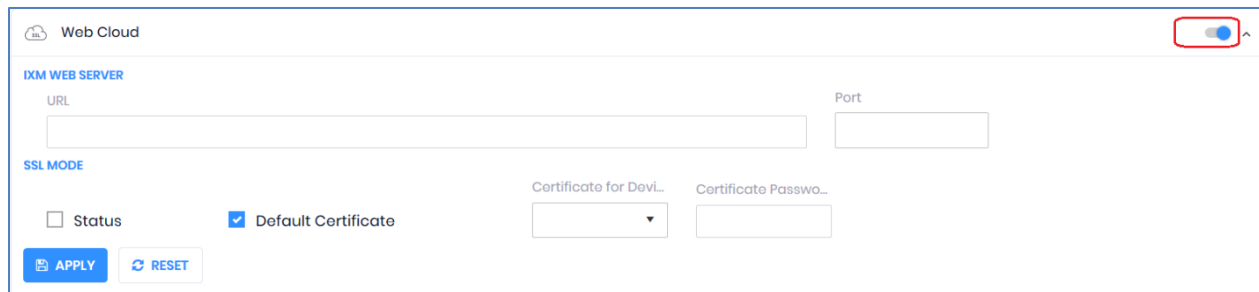 SSL Web Cloud
IXM WEB SERVER
URL Port
SSL MODE
Certificate for Devi... Certificate Passwo...
Status Default Certificate
APPLY RESET